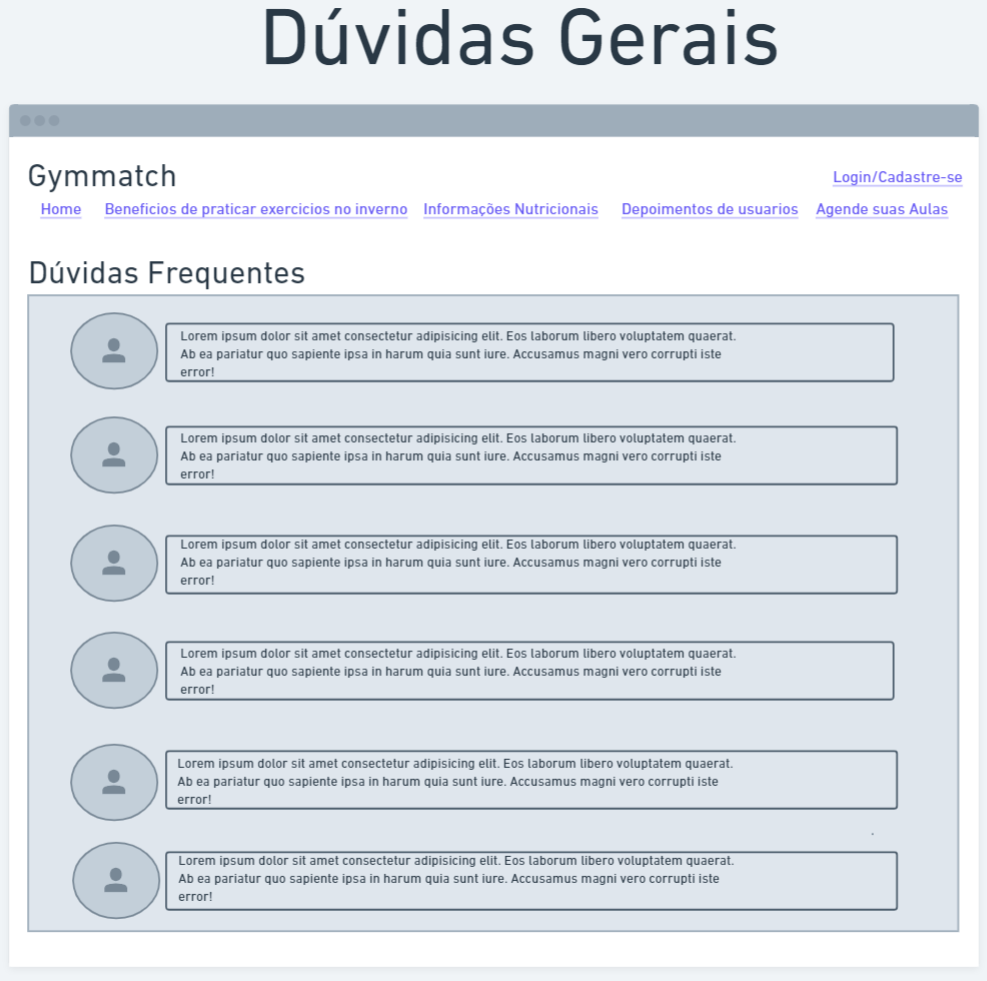 Dúvidas Gerais
Gymmatch
Login/Cadastre-se
Home Beneficios de praticar exercicios no inverno Informações Nutricionais Depoimentos de usuarios Agende suas Aulas
Dúvidas Frequentes
Lorem ipsum dolor sit amet consectetur adipisicing elit. Eos laborum libero voluptatem quaerat.
Ab ea pariatur quo sapiente ipsa in harum quia sunt iure. Accusamus magni vero corrupti iste
error!
Lorem ipsum dolor sit amet consectetur adipisicing elit. Eos laborum libero voluptatem quaerat.
Ab ea pariatur quo sapiente ipsa in harum quia sunt iure. Accusamus magni vero corrupti iste
error!
Lorem ipsum dolor sit amet consectetur adipisicing elit. Eos laborum libero voluptatem quaerat.
Ab ea pariatur quo sapiente ipsa in harum quia sunt iure. Accusamus magni vero corrupti iste
error!
Lorem ipsum dolor sit amet consectetur adipisicing elit. Eos laborum libero voluptatem quaerat.
Ab ea pariatur quo sapiente ipsa in harum quia sunt iure. Accusamus magni vero corrupti iste
error!
Lorem ipsum dolor sit amet consectetur adipisicing elit. Eos laborum libero voluptatem quaerat.
Ab ea pariatur quo sapiente ipsa in harum quia sunt iure. Accusamus magni vero corrupti iste
error!
Lorem ipsum dolor sit amet consectetur adipisicing elit. Eos laborum libero voluptatem quaerat.
Ab ea pariatur quo sapiente ipsa in harum quia sunt iure. Accusamus magni vero corrupti iste
error!